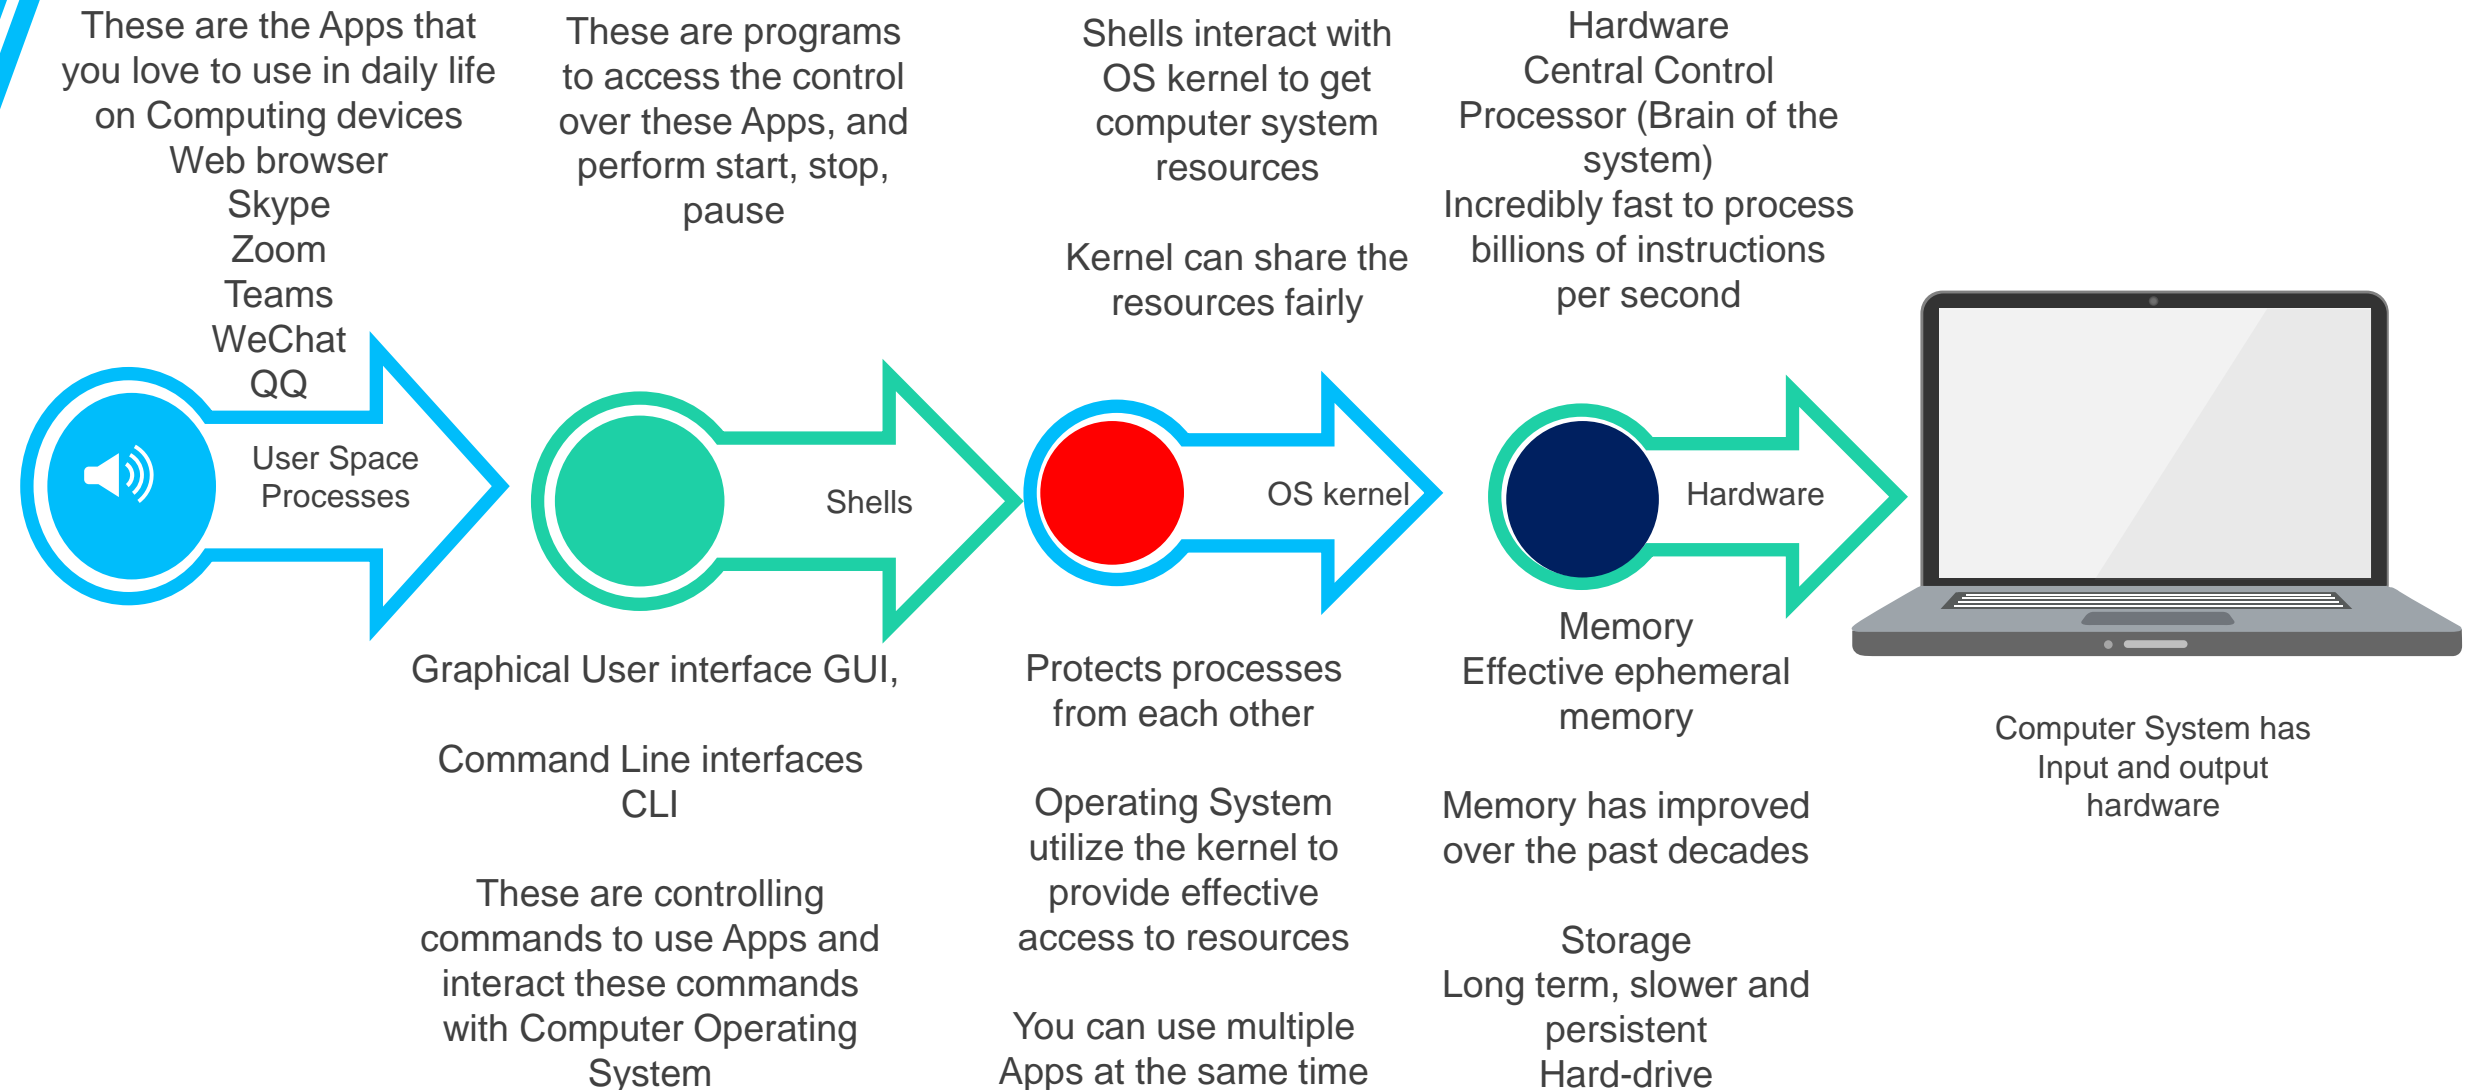 These are the Apps that
you love to use in daily life
on Computing devices
Web browser
Skype
Zoom
Teams
WeChat
QQ
User Space
Processes
These are programs
to access the control
over these Apps, and
perform start, stop,
pause
Shells
Graphical User interface GUI,
Command Line interfaces
CLI
These are controlling
commands to use Apps and
interact these commands
with Computer Operating
System
Shells interact with
OS kernel to get
computer system
resources
Kernel can share the
resources fairly
OS kernel
Protects processes
from each other
Operating System
utilize the kernel to
provide effective
access to resources
You can use multiple
Apps at the same time
Hardware
Central Control
Processor (Brain of the
system)
Incredibly fast to process
billions of instructions
per second
Hardware
Memory
Effective ephemeral
memory
Memory has improved
over the past decades
Storage
Long term, slower and
persistent
Hard-drive
Computer System has
Input and output
hardware